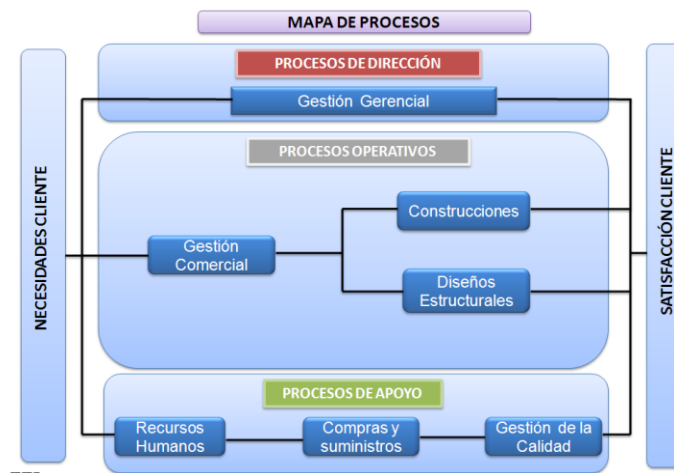 MAPA DE PROCESOS
PROCESOS DE DIRECCIÓN
Gestión Gerencial
NECESIDADES CLIENTE
PROCESOS OPERATIVOS
Construcciones
Gestión
Comercial
Diseños
Estructurales
SATISFACCIÓN CLIENTE
PROCESOS DE APOYO
Recursos
Humanos
Compras y
suministros
Gestión de la
Calidad